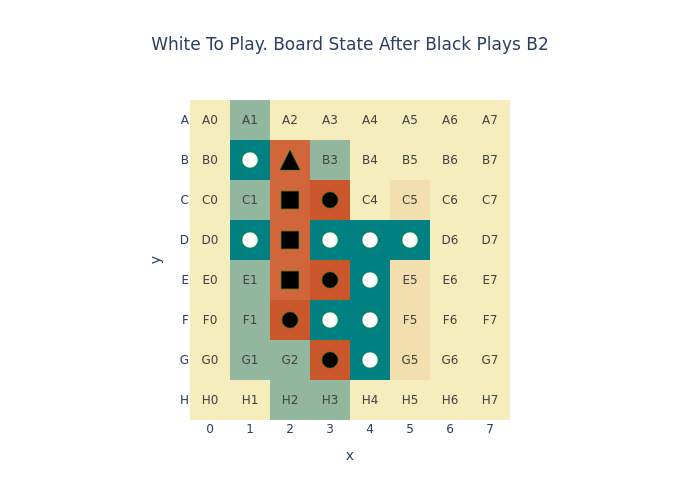 White To Play. Board State After Black Plays B2
A A0 A1 A2 A3 A4 A5 A6 A7
B B0 B3 B4 B5 B6 B7
C C0 C1 C4 C5 C6 C7
D D0 D6 D7
E E0 E1 E5 E6 E7
F F0 F1 F5 F6 F7
G G0 G1 G2 G5 G6 G7
H H0 H1 H2 H3 H4 H5 H6 H7
0 1 2 3 4 5 6 7
x
y